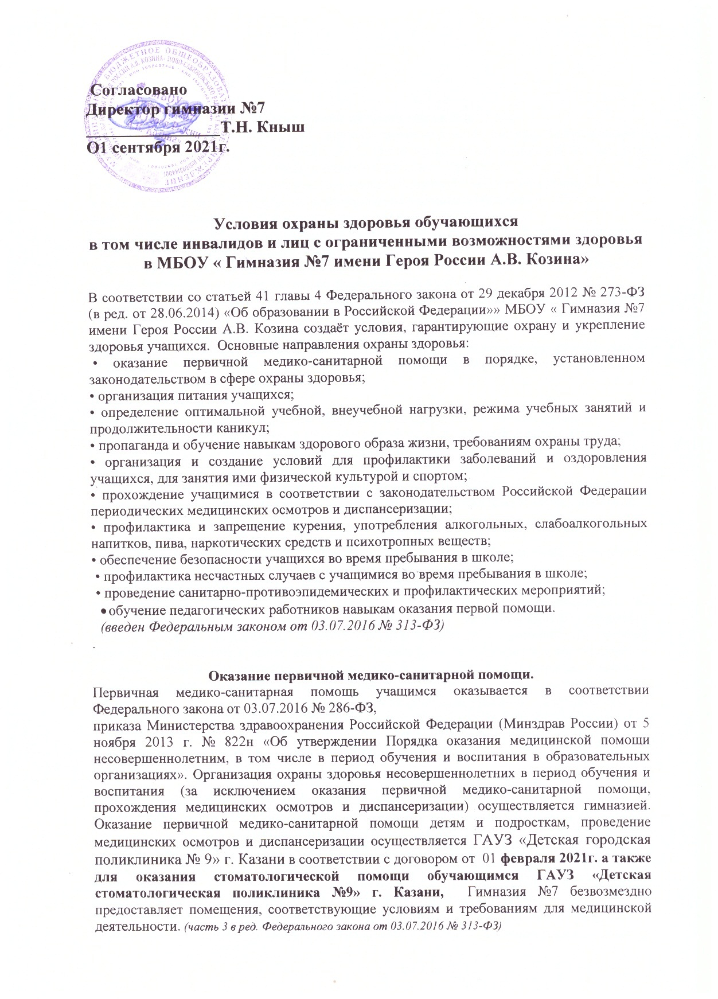 Согласовано
Директор гимназии №7
Т.Н. Кныш
О1 сентября 2021г.
Условия охраны здоровья обучающихся
в том числе инвалидов и лиц с ограниченными возможностями здоровья
в МБОУ « Гимназия №7 имени Героя России А.В. Козина»
В соответствии со статьей 41 главы 4 Федерального закона от 29 декабря 2012 № 273-ФЗ
(в ред. от 28.06.2014) «Об образовании в Российской Федерации»» МБОУ « Гимназия №7
имени Героя России А.В. Козина создаёт условия, гарантирующие охрану и укрепление
здоровья учащихся. Основные направления охраны здоровья:
• оказание первичной медико-санитарной помощи в порядке, установленном
законодательством в сфере охраны здоровья;
• организация питания учащихся;
• определение оптимальной учебной, внеучебной нагрузки, режима учебных занятий и
продолжительности каникул;
• пропаганда и обучение навыкам здорового образа жизни, требованиям охраны труда;
• организация и создание условий для профилактики заболеваний и оздоровления
учащихся, для занятия ими физической культурой и спортом;
• прохождение учащимися в соответствии с законодательством Российской Федерации
периодических медицинских осмотров и диспансеризации;
• профилактика и запрещение курения, употребления алкогольных, слабоалкогольных
напитков, пива, наркотических средств и психотропных веществ;
• обеспечение безопасности учащихся во время пребывания в школе;
• профилактика несчастных случаев с учащимися во время пребывания в школе;
• проведение санитарно-противоэпидемических и профилактических мероприятий;
• обучение педагогических работников навыкам оказания первой помощи.
(введен Федеральным законом от 03.07.2016 № 313-ФЗ)
.
Оказание первичной медико-санитарной помощи.
Первичная медико-санитарная помощь учащимся оказывается в соответствии
Федерального закона от 03.07.2016 № 286-ФЗ,
приказа Министерства здравоохранения Российской Федерации (Минздрав России) от 5
ноября 2013 г. № 822н «Об утверждении Порядка оказания медицинской помощи
несовершеннолетним, в том числе в период обучения и воспитания в образовательных
организациях». Организация охраны здоровья несовершеннолетних в период обучения и
воспитания (за исключением оказания первичной медико-санитарной помощи,
прохождения медицинских осмотров и диспансеризации) осуществляется гимназией.
Оказание первичной медико-санитарной помощи детям и подросткам, проведение
медицинских осмотров и диспансеризации осуществляется ГАУЗ «Детская городская
поликлиника № 9» г. Казани в соответствии с договором от 01 февраля 2021г. а также
для оказания стоматологической помощи обучающимся ГАУЗ «Детская
стоматологическая поликлиника №9» г. Казани, Гимназия №7 безвозмездно
предоставляет помещения, соответствующие условиям и требованиям для медицинской
деятельности. (часть 3 в ред. Федерального закона от 03.07.2016 № 313-ФЗ)